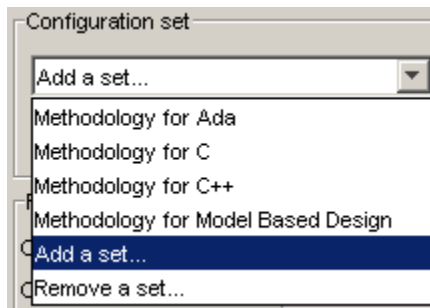 Configuration set
Add a set...
Methodology for Ada
Methodology for C
Methodology for C++
Methodology for Model Based Design
Add a set...
Remove a set...